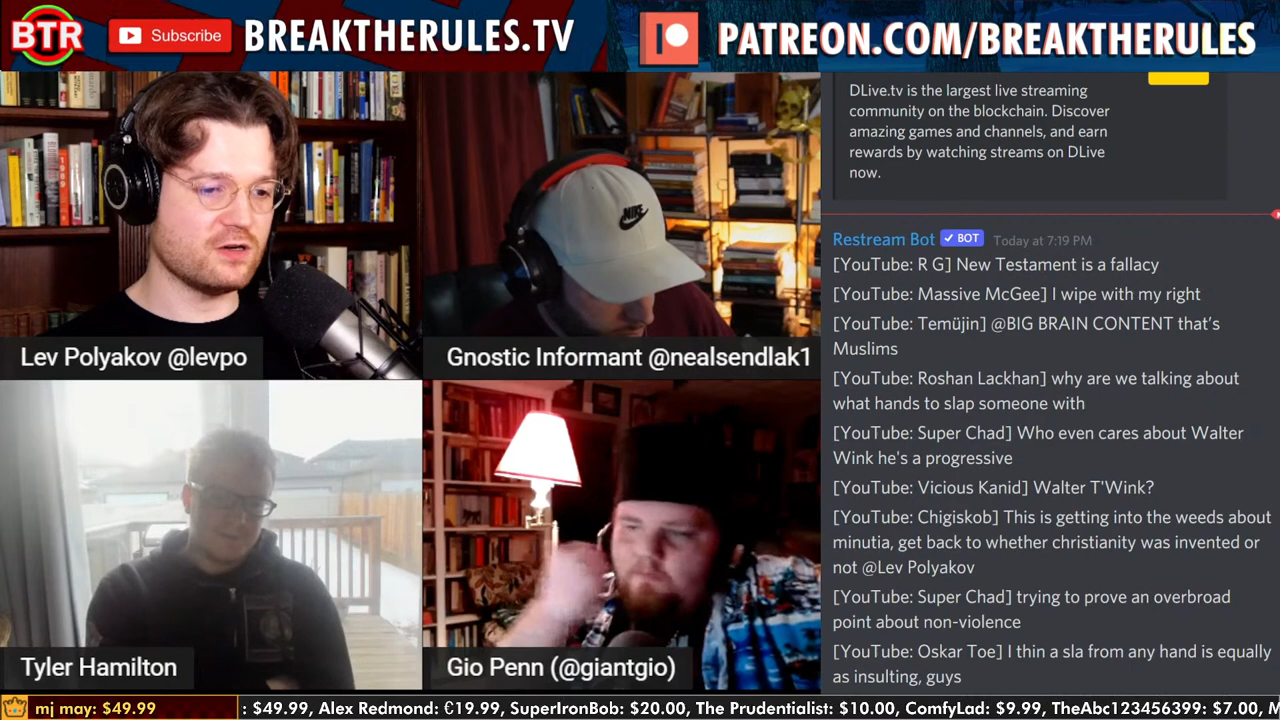 BTR
Subscribe
BREAKTHERULES.TV
PATREON.COM/BREAKTHERULES
DLive.tv is the largest live streaming
community on the blockchain. Discover
amazing games and channels, and earn
rewards by watching streams on DLive
now.
Restream Bot ✓ BOT Today at 7:19 PM
[YouTube: R G] New Testament is a fallacy
[YouTube: Massive McGee] I wipe with my right
[YouTube: Temüjin] @BIG BRAIN CONTENT that's
Muslims
[YouTube: Roshan Lackhan] why are we talking about
what hands to slap someone with
[YouTube: Super Chad] Who even cares about Walter
Wink he's a progressive
[YouTube: Vicious Kanid] Walter T'Wink?
[YouTube: Chigiskob] This is getting into the weeds about
minutia, get back to whether christianity was invented or
not @Lev Polyakov
[YouTube: Super Chad] trying to prove an overbroad
point about non-violence
[YouTube: Oskar Toe] I thin a sla from any hand is equally
as insulting, guys
1989
NIKE
Lev Polyakov @levpo
Gnostic Informant @nealsendlak1
Tyler Hamilton
Gio Penn (@giantgio)
mj may: $49.99
: $49.99, Alex Redmond: €19.99, SuperIronBob: $20.00, The Prudentialist: $10.00, ComfyLad: $9.99, TheAbc123456399: $7.00, M